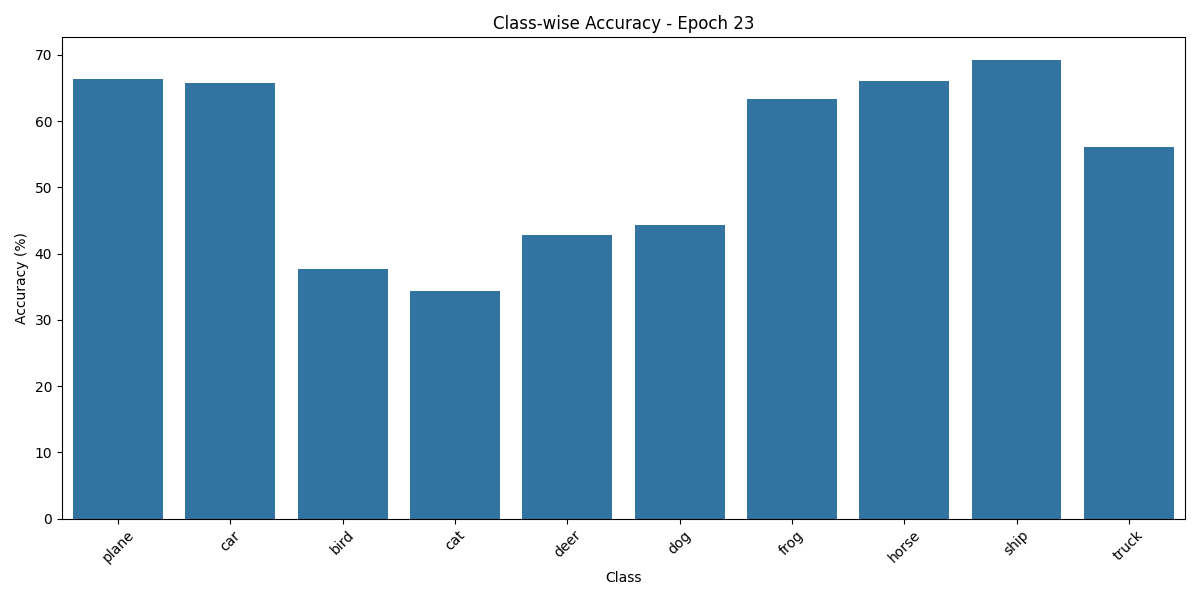 Class-wise Accuracy - Epoch 23
Accuracy (%)
70
60
50
40
30
20
10
0
plane
car
bird
cat
deer
dog
frog
horse
ship
truck
Class